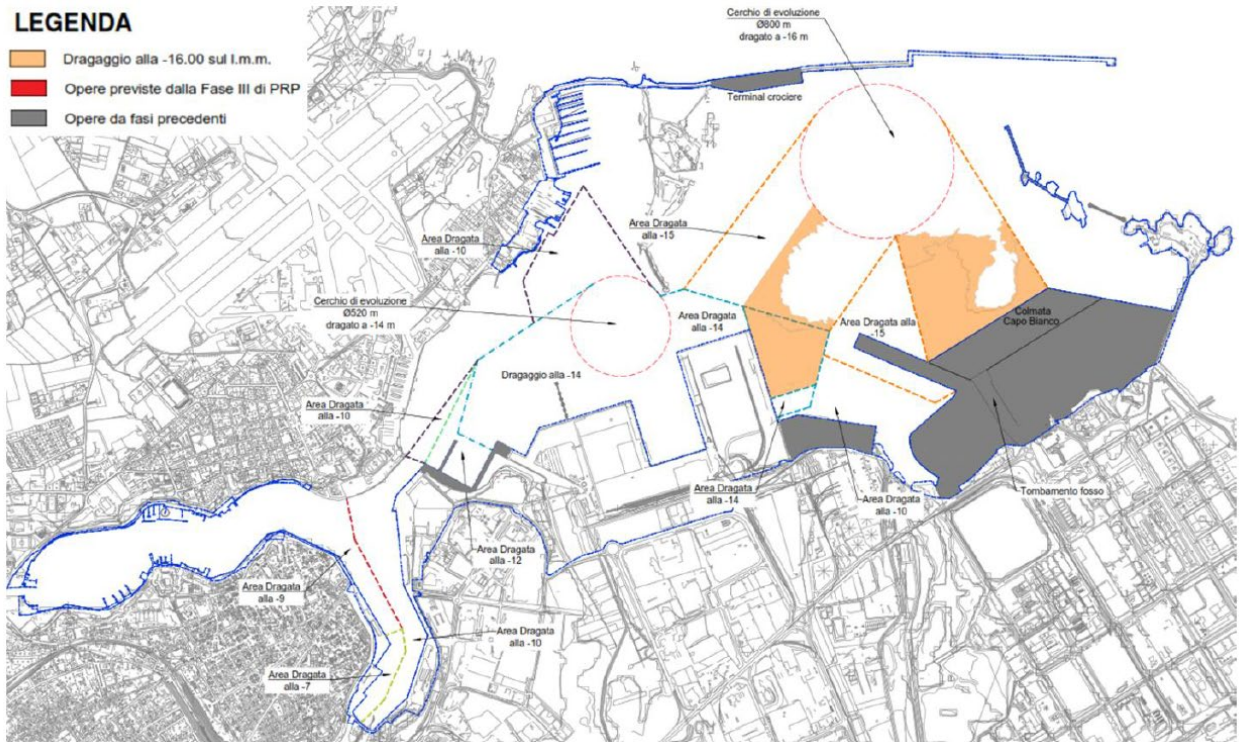 LEGENDA
Dragaggio alla -16.00 sul l.m.m.
Opere previste dalla Fase III di PRP
Opere da fasi precedenti
Cerchio di evoluzione
Ø800 m
dragato a -16 m
Terminal crociere
Area Dragata
alla -10
Area Dragata
alla -15
Cerchio di evoluzione
Ø520 m
dragato a -14 m
Area Dragata
alla -14
Area Dragata alla
-15
Colmata
Capo Bianco
Dragaggio alla -14
Area Dragata
alla -10
Area Dragata
alla -14
Area Dragata
alla -10
Tombamento fosso
Area Dragata
alla -12
Area Dragata
alla -9
Area Dragata
alla -10
Area Dragata
alla -7